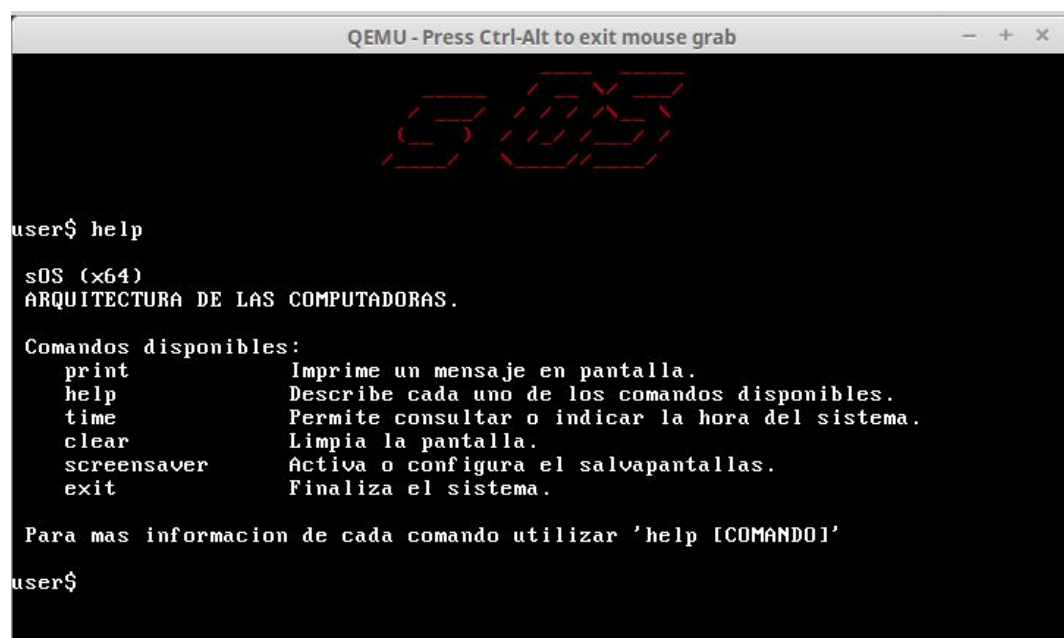 QEMU - Press Ctrl-Alt to exit mouse grab
sOS
user$ help
sOS (x64)
ARQUITECTURA DE LAS COMPUTADORAS.
Comandos disponibles:
print Imprime un mensaje en pantalla.
help Describe cada uno de los comandos disponibles.
time Permite consultar o indicar la hora del sistema.
clear Limpia la pantalla.
screensaver Activa o configura el salvapantallas.
exit Finaliza el sistema.
Para mas informacion de cada comando utilizar 'help [COMANDO]'
user$